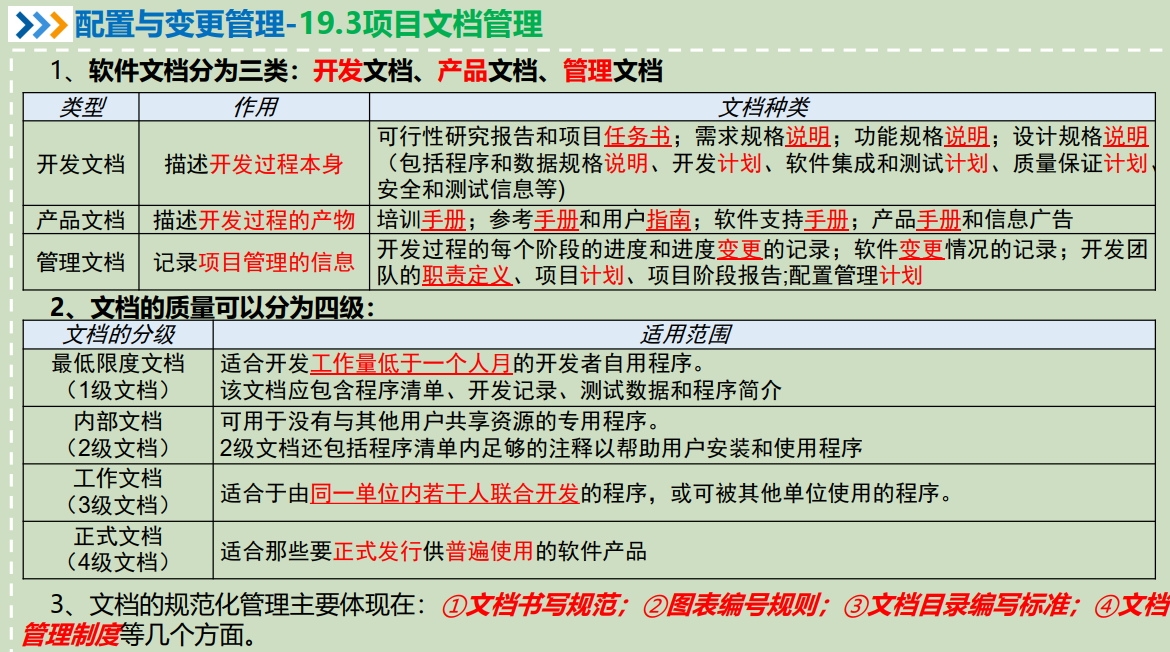 配置与变更管理-19.3项目文档管理
1、软件文档分为三类：开发文档、产品文档、管理文档
类型 作用 文档种类
开发文档 描述开发过程本身
可行性研究报告和项目任务书；需求规格说明；功能规格说明；设计规格说明
（包括程序和数据规格说明、开发计划、软件集成和测试计划、质量保证计划、
安全和测试信息等)
产品文档 描述开发过程的产物 培训手册；参考手册和用户指南；软件支持手册；产品手册和信息广告
管理文档 记录项目管理的信息
开发过程的每个阶段的进度和进度变更的记录；软件变更情况的记录；开发团
队的职责定义、项目计划、项目阶段报告;配置管理计划
2、文档的质量可以分为四级：
文档的分级 适用范围
最低限度文档
（1级文档）
适合开发工作量低于一个人月的开发者自用程序。
该文档应包含程序清单、开发记录、测试数据和程序简介
内部文档
（2级文档）
可用于没有与其他用户共享资源的专用程序。
2级文档还包括程序清单内足够的注释以帮助用户安装和使用程序
工作文档
（3级文档）
适合于由同一单位内若干人联合开发的程序，或可被其他单位使用的程序。
正式文档
（4级文档）
适合那些要正式发行供普遍使用的软件产品
3、文档的规范化管理主要体现在：①文档书写规范；②图表编号规则；③文档目录编写标准；④文档
管理制度等几个方面。